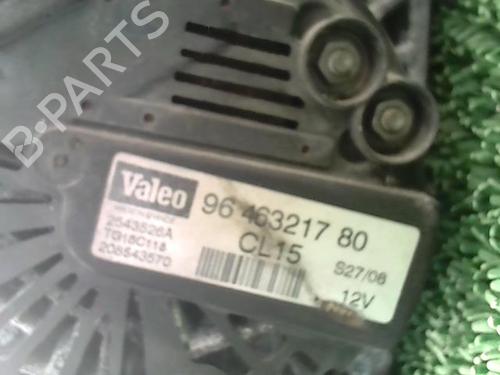 B-PARTS
Valeo
96 463217 80
2543526A
TG15C118
CL15
S27/06
208543570
12V